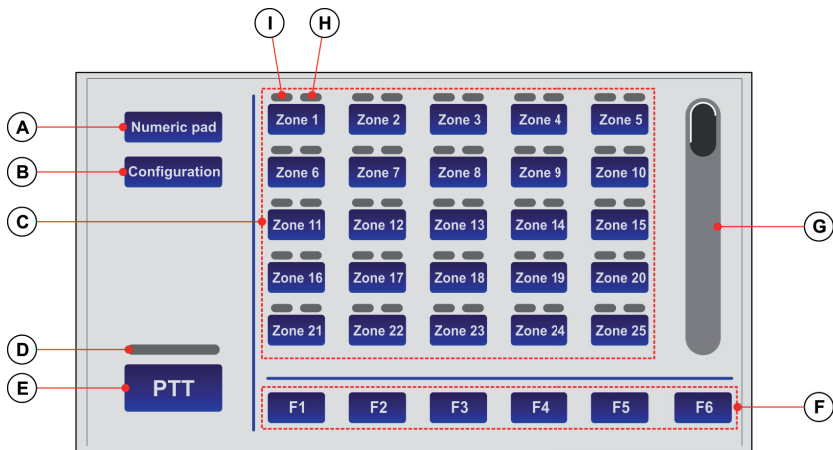 I H
A Numeric pad Zone 1 Zone 2 Zone 3 Zone 4 Zone 5
B Configuration Zone 6 Zone 7 Zone 8 Zone 9 Zone 10
C Zone 11 Zone 12 Zone 13 Zone 14 Zone 15 G
Zone 16 Zone 17 Zone 18 Zone 19 Zone 20
D Zone 21 Zone 22 Zone 23 Zone 24 Zone 25
E PTT F1 F2 F3 F4 F5 F6 F